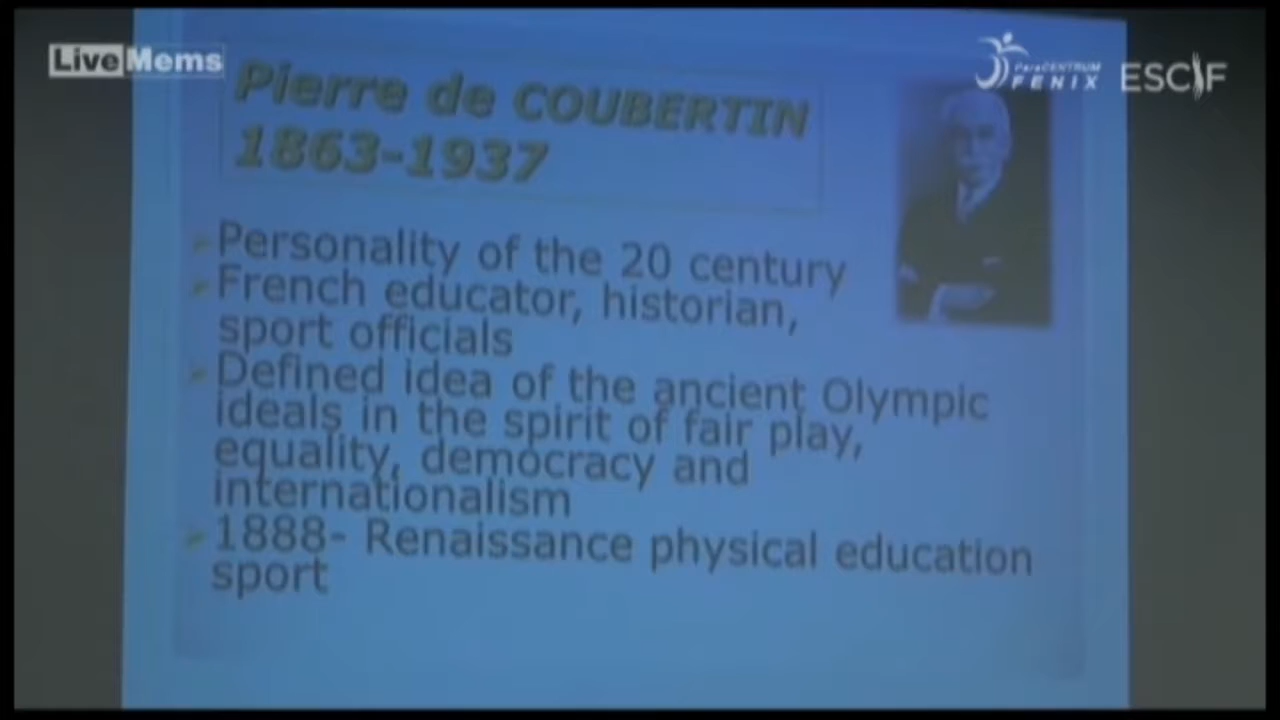 LiveMems
ParaCENTRUM
FENIX
ESCIF
Pierre de COUBERTIN
1863-1937
Personality of the 20 century
French educator, historian,
sport officials
Defined idea of the ancient Olympic
ideals in the spirit of fair play,
equality, democracy and
internationalism
1888- Renaissance physical education
sport